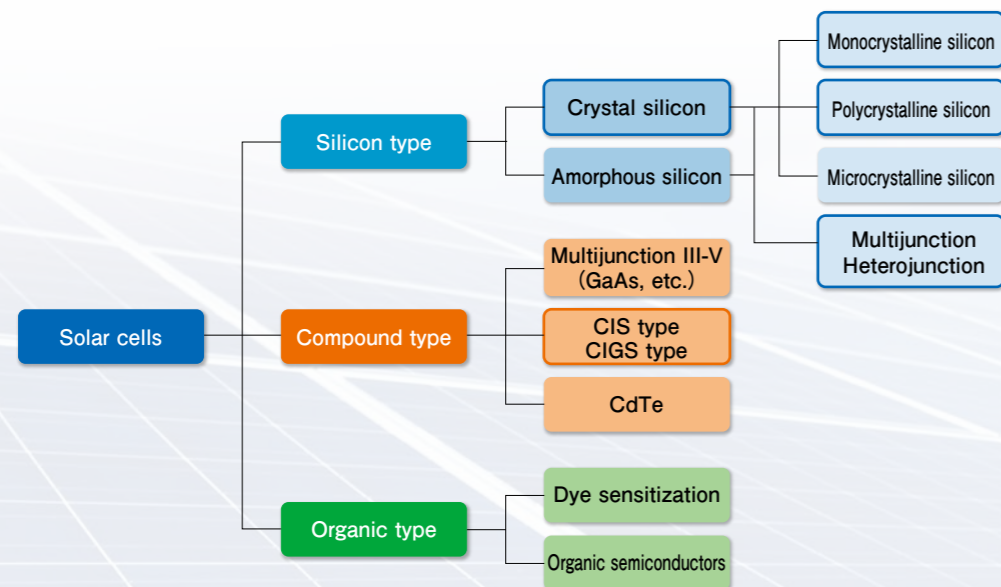 Solar cells
Silicon type
Crystal silicon
Monocrystalline silicon
Polycrystalline silicon
Microcrystalline silicon
Amorphous silicon
Multijunction
Heterojunction
Compound type
Multijunction III-V
(GaAs, etc.)
CIS type
CIGS type
CdTe
Organic type
Dye sensitization
Organic semiconductors